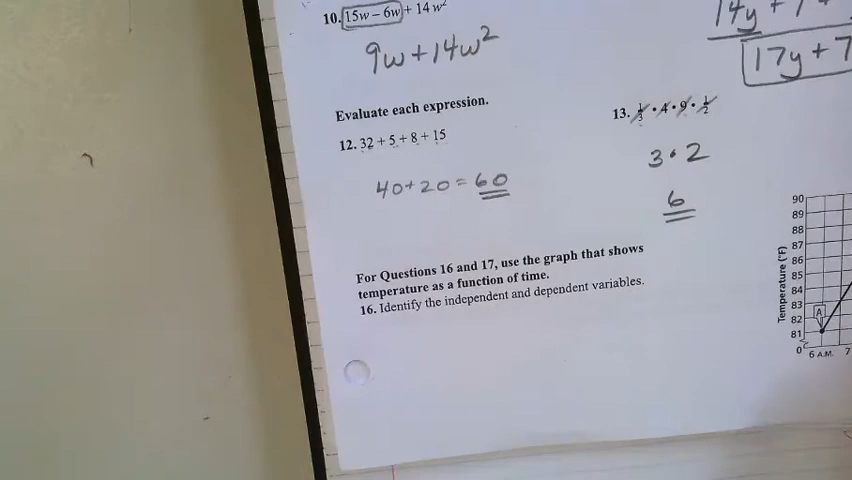 10. 15w – 6w + 14 w²
9w + 14w²
14y + 7
17y + 7
Evaluate each expression.
12. 32 + 5 + 8 + 15
40 + 20 = 60
13. 1/3 • 4 • 9 • 1/2
3 • 2
6
For Questions 16 and 17, use the graph that shows
temperature as a function of time.
16. Identify the independent and dependent variables.
Temperature (°F)
90
89
88
87
86
85
84
83
82
81
0
A
6 A.M.
7